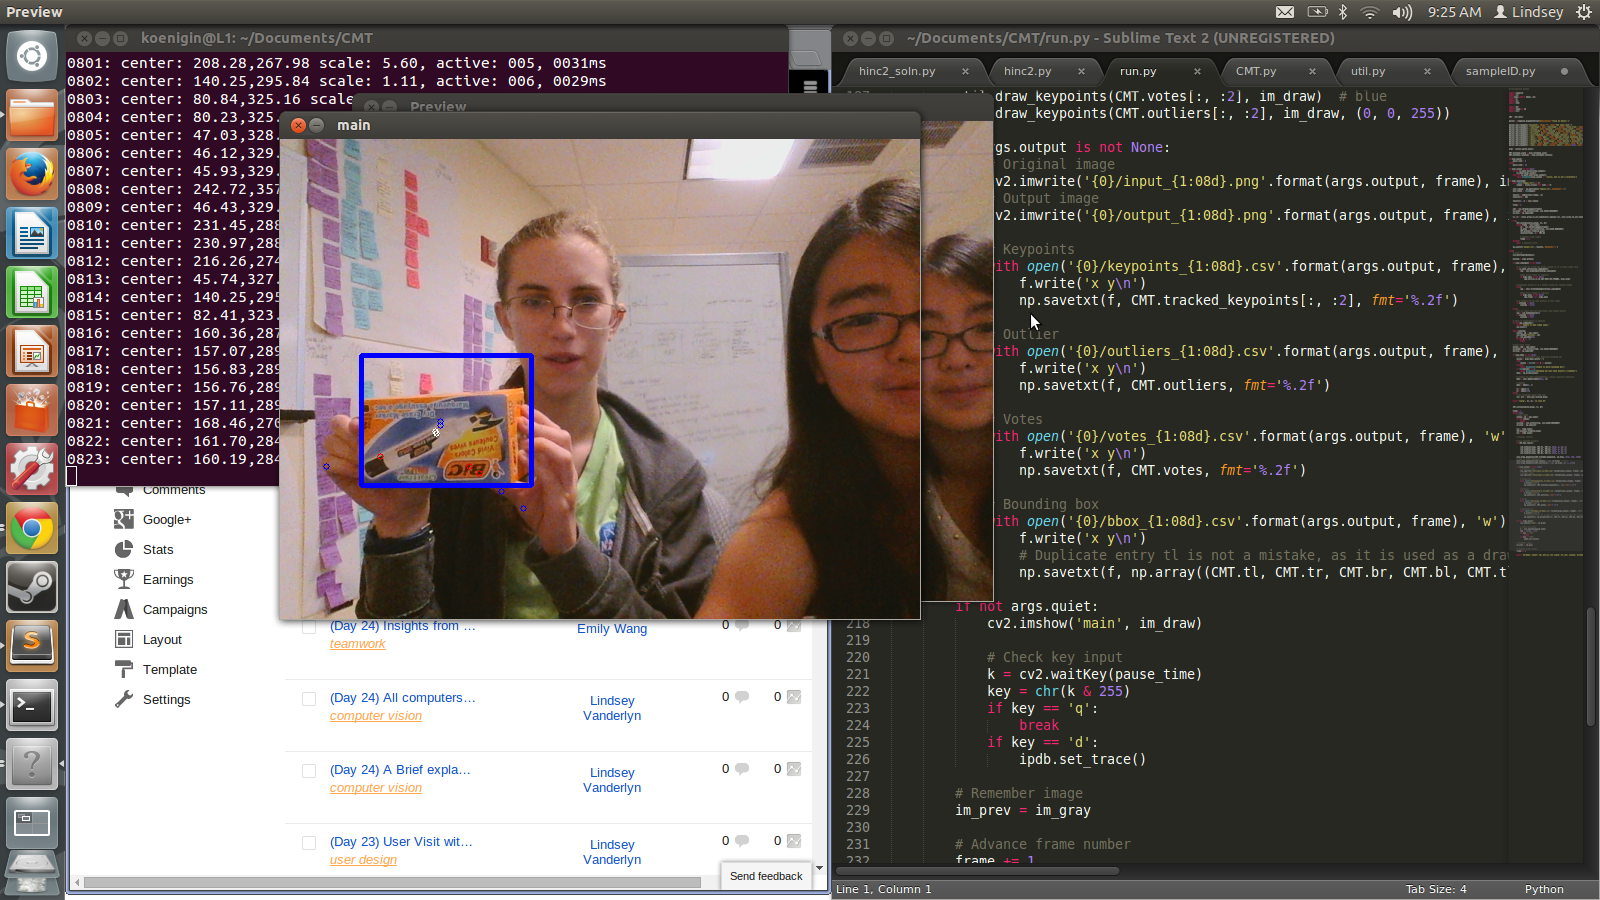 Preview
9:25 AM
Lindsey
koenigin@L1: ~/Documents/CMT
0801: center: 208.28,267.98 scale: 5.60, active: 005, 0031ms
0802: center: 140.25,295.84 scale: 1.11, active: 006, 0029ms
0803: center: 80.84,325.16 scale
0804: center: 80.23,325.
0805: center: 47.03,328.
0806: center: 46.12,329.
0807: center: 45.93,329.
0808: center: 242.72,357
0809: center: 46.43,329.
0810: center: 231.45,288
0811: center: 230.97,288
0812: center: 216.26,274
0813: center: 45.74,327.
0814: center: 140.25,295
0815: center: 82.41,323.
0816: center: 160.36,287
0817: center: 157.07,289
0818: center: 156.83,289
0819: center: 156.76,289
0820: center: 157.11,289
0821: center: 168.46,270
0822: center: 161.70,284
0823: center: 160.19,284
Preview
main
Vivid Colors
Couleurs vives
BIC
Comments
Google+
Stats
Earnings
Campaigns
Layout
Template
Settings
(Day 24) Insights from ...
teamwork
Emily Wang
0
0
(Day 24) All computers...
computer vision
Lindsey
Vanderlyn
0
0
(Day 24) A Brief expla...
computer vision
Lindsey
Vanderlyn
0
0
(Day 23) User Visit wit...
user design
Lindsey
Vanderlyn
0
0
Send feedback
~/Documents/CMT/run.py - Sublime Text 2 (UNREGISTERED)
hinc2_soln.py
hinc2.py
run.py
CMT.py
util.py
sampleID.py
draw_keypoints(CMT.votes[:, :2], im_draw)  # blue
draw_keypoints(CMT.outliers[:, :2], im_draw, (0, 0, 255))
gs.output is not None:
Original image
v2.imwrite('{0}/input_{1:08d}.png'.format(args.output, frame), i
Output image
v2.imwrite('{0}/output_{1:08d}.png'.format(args.output, frame),
Keypoints
ith open('{0}/keypoints_{1:08d}.csv'.format(args.output, frame),
f.write('x y\n')
np.savetxt(f, CMT.tracked_keypoints[:, :2], fmt='%.2f')
Outlier
ith open('{0}/outliers_{1:08d}.csv'.format(args.output, frame),
f.write('x y\n')
np.savetxt(f, CMT.outliers, fmt='%.2f')
Votes
ith open('{0}/votes_{1:08d}.csv'.format(args.output, frame), 'w'
f.write('x y\n')
np.savetxt(f, CMT.votes, fmt='%.2f')
Bounding box
ith open('{0}/bbox_{1:08d}.csv'.format(args.output, frame), 'w')
f.write('x y\n')
# Duplicate entry tl is not a mistake, as it is used as a dra
np.savetxt(f, np.array((CMT.tl, CMT.tr, CMT.br, CMT.bl, CMT.t
if not args.quiet:
218 cv2.imshow('main', im_draw)
219
220 # Check key input
221 k = cv2.waitKey(pause_time)
222 key = chr(k & 255)
223 if key == 'q':
224 break
225 if key == 'd':
226 ipdb.set_trace()
227
228 # Remember image
229 im_prev = im_gray
230
231 # Advance frame number
232 frame += 1
Line 1, Column 1
Tab Size: 4
Python